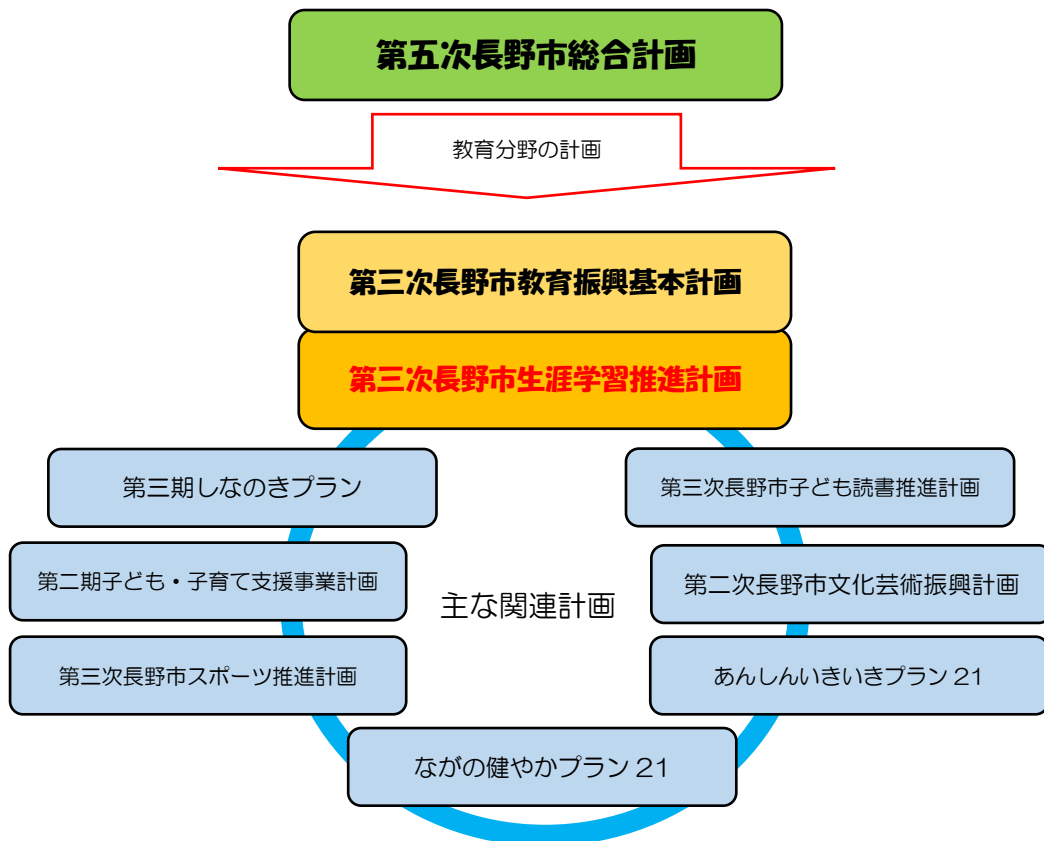 第五次長野市総合計画
教育分野の計画
第三次長野市教育振興基本計画
第三次長野市生涯学習推進計画
第三期しなのきプラン
第三次長野市子ども読書推進計画
第二期子ども・子育て支援事業計画
第二次長野市文化芸術振興計画
主な関連計画
第三次長野市スポーツ推進計画
あんしんいきいきプラン 21
ながの健やかプラン 21